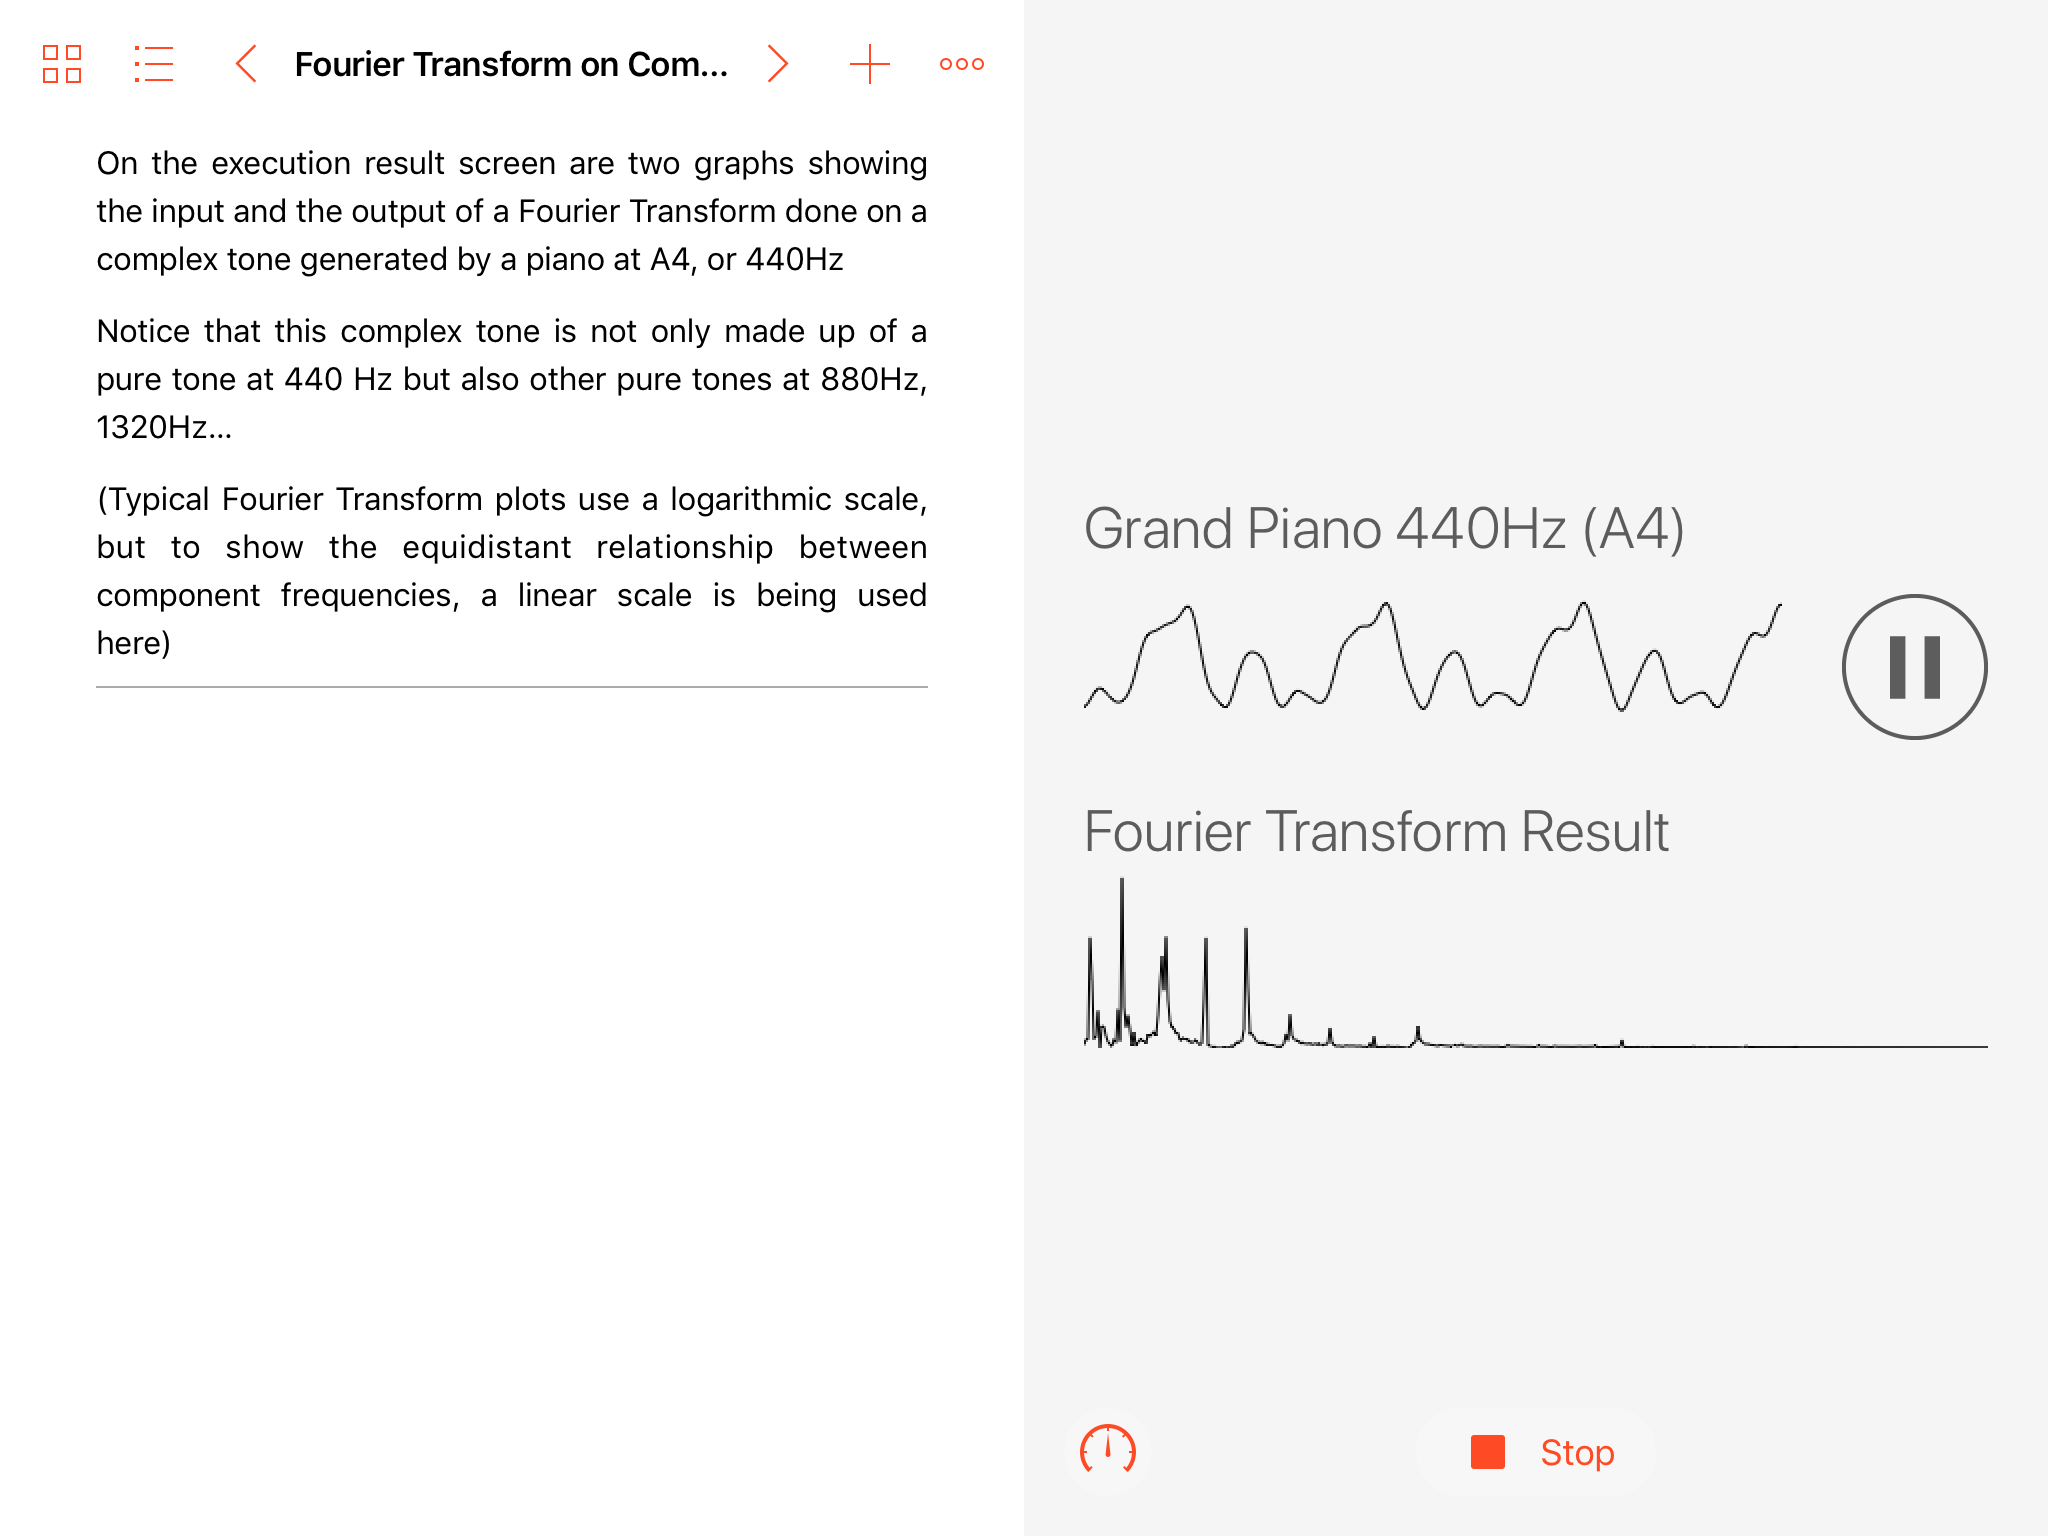 Fourier Transform on Com...
On the execution result screen are two graphs showing
the input and the output of a Fourier Transform done on a
complex tone generated by a piano at A4, or 440Hz
Notice that this complex tone is not only made up of a
pure tone at 440 Hz but also other pure tones at 880Hz,
1320Hz...
(Typical Fourier Transform plots use a logarithmic scale,
but to show the equidistant relationship between
component frequencies, a linear scale is being used
here)
Grand Piano 440Hz (A4)
Fourier Transform Result
Stop